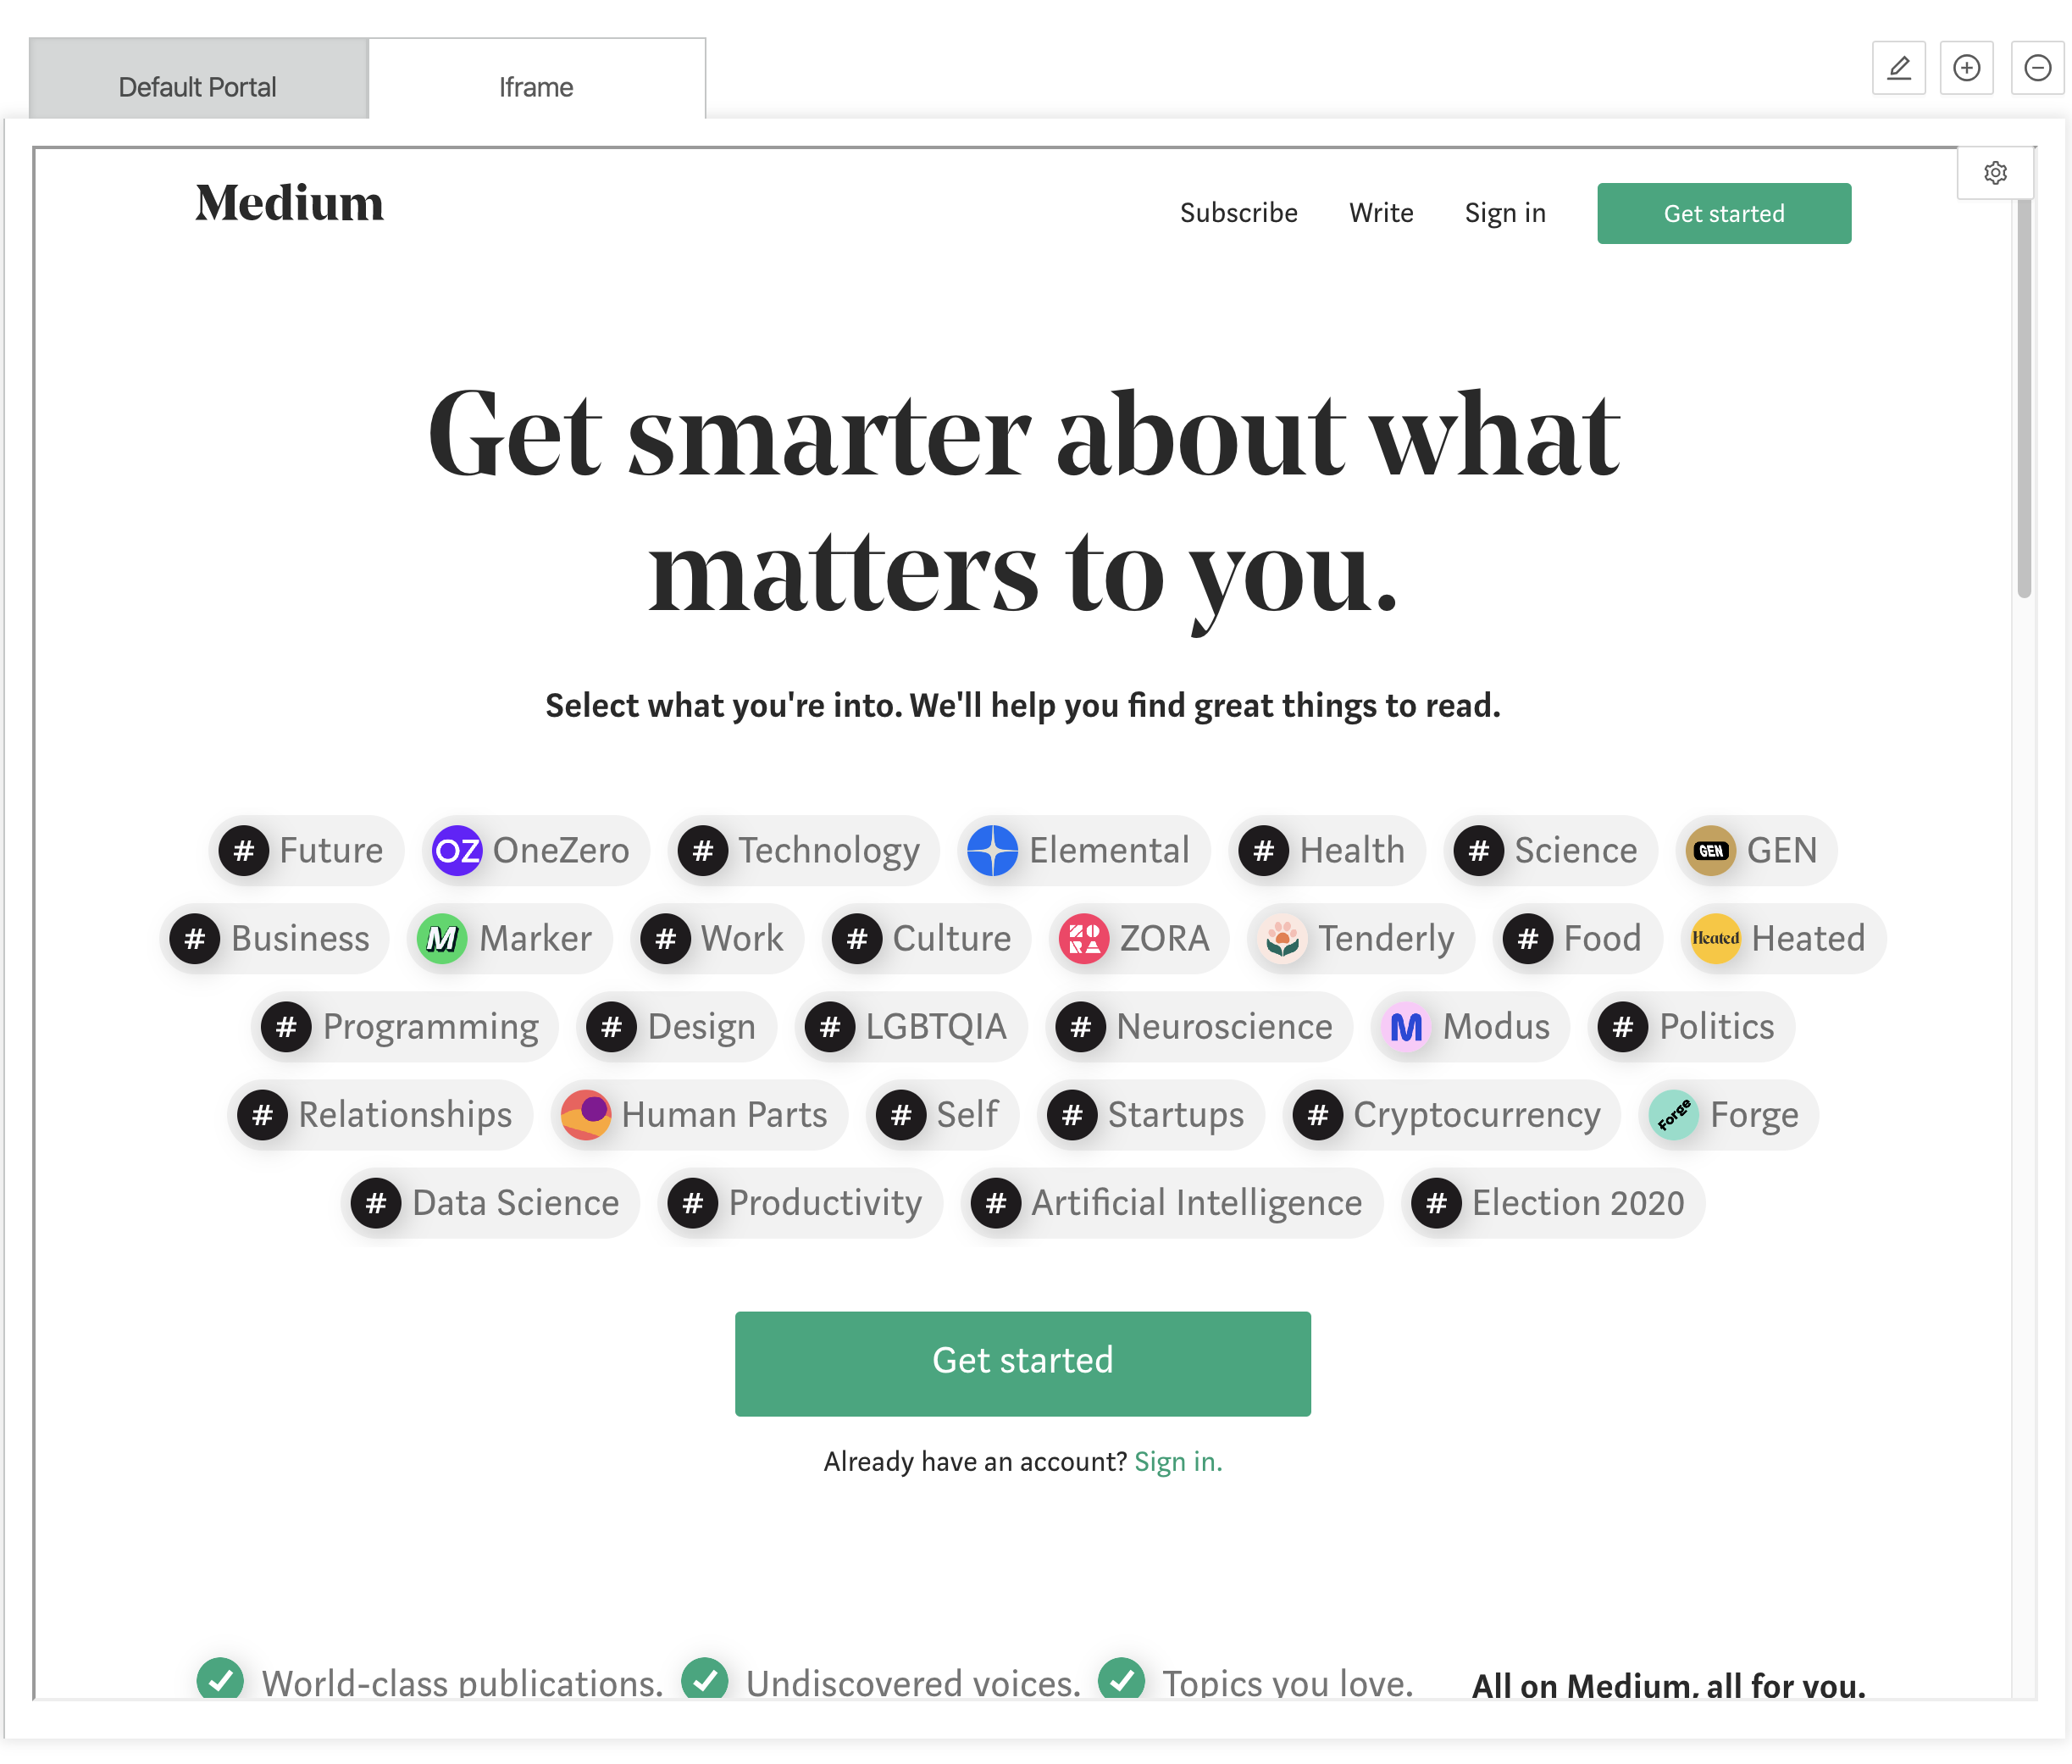 Default Portal Iframe
Medium Subscribe Write Sign in Get started
Get smarter about what
matters to you.
Select what you're into. We'll help you find great things to read.
# Future OZ OneZero # Technology Elemental # Health # Science GEN GEN
# Business M Marker # Work # Culture ZORA ZORA Tenderly # Food Heated Heated
# Programming # Design # LGBTQIA # Neuroscience M Modus # Politics
# Relationships Human Parts # Self # Startups # Cryptocurrency Forge Forge
# Data Science # Productivity # Artificial Intelligence # Election 2020
Get started
Already have an account? Sign in.
World-class publications. Undiscovered voices. Topics you love. All on Medium, all for you.